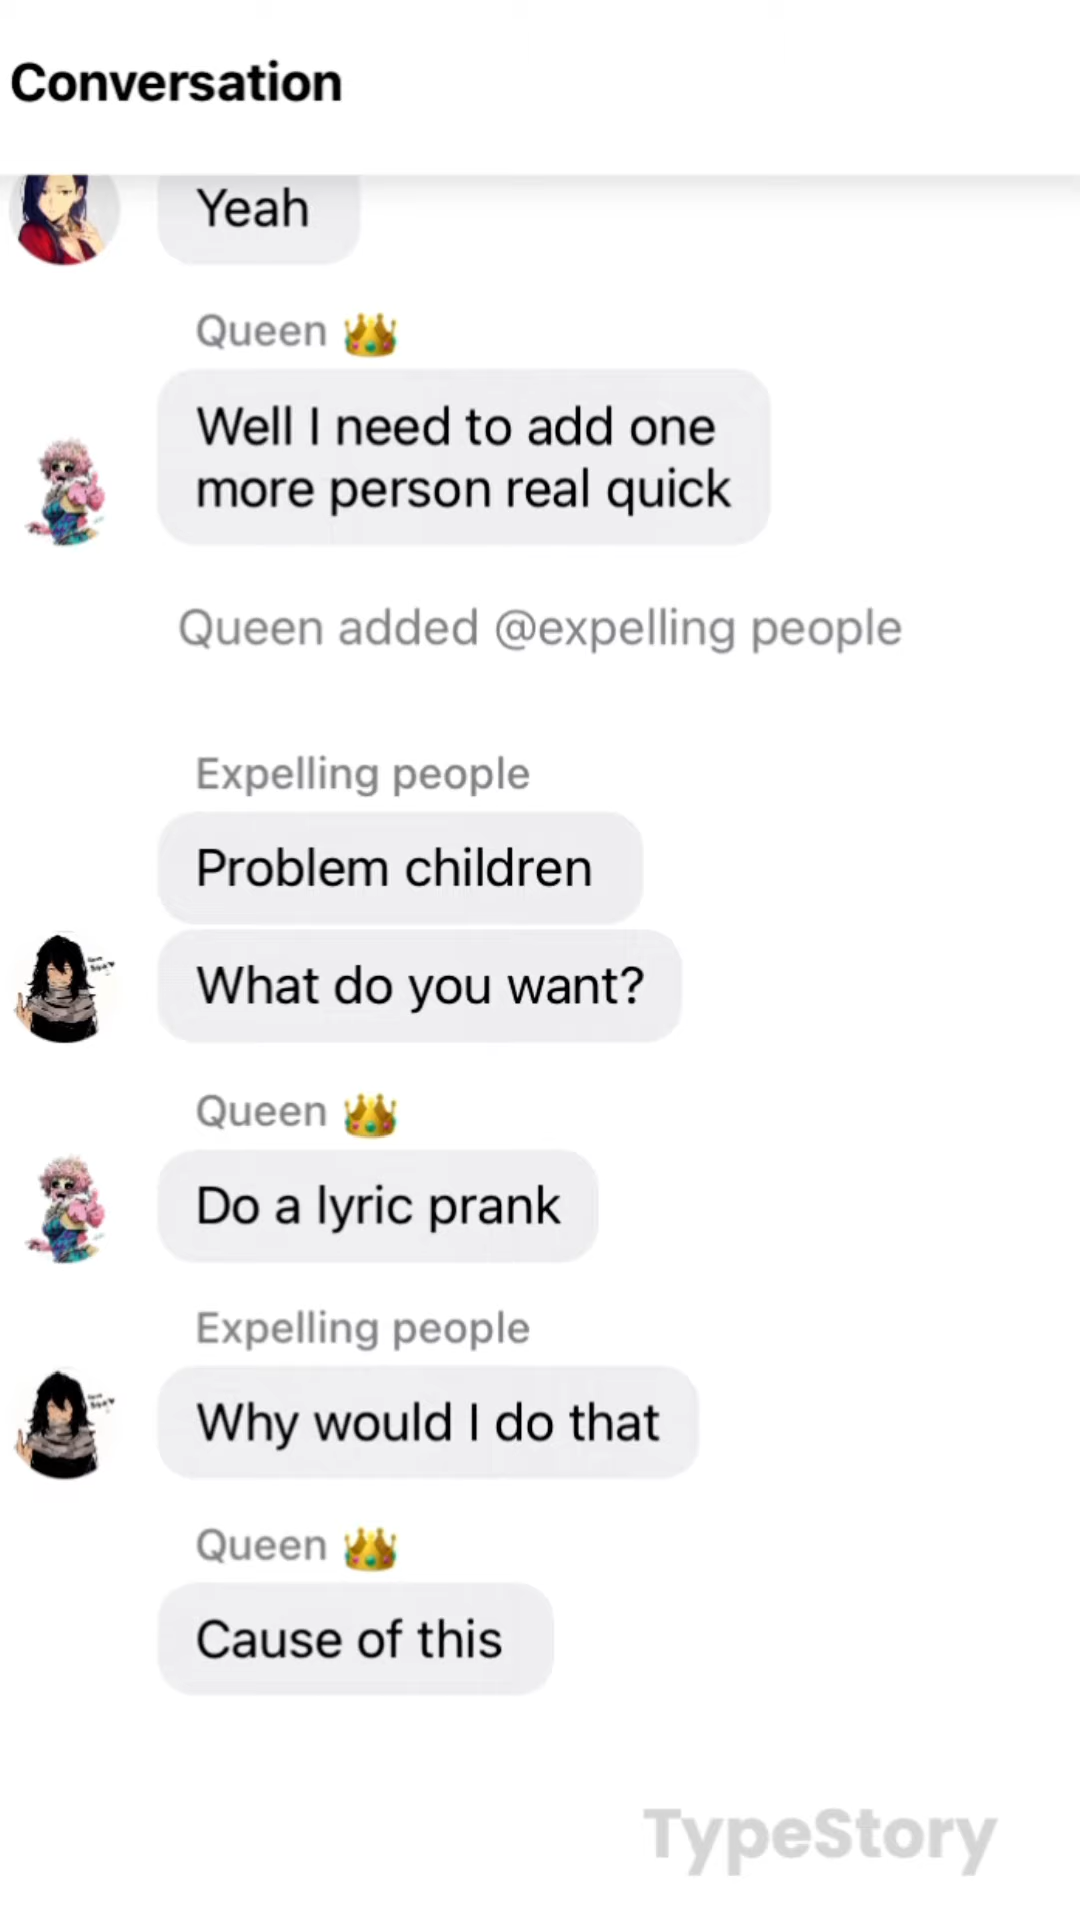 Conversation
Yeah
Queen 👑
Well I need to add one
more person real quick
Queen added @expelling people
Expelling people
Problem children
What do you want?
Queen 👑
Do a lyric prank
Expelling people
Why would I do that
Queen 👑
Cause of this
TypeStory